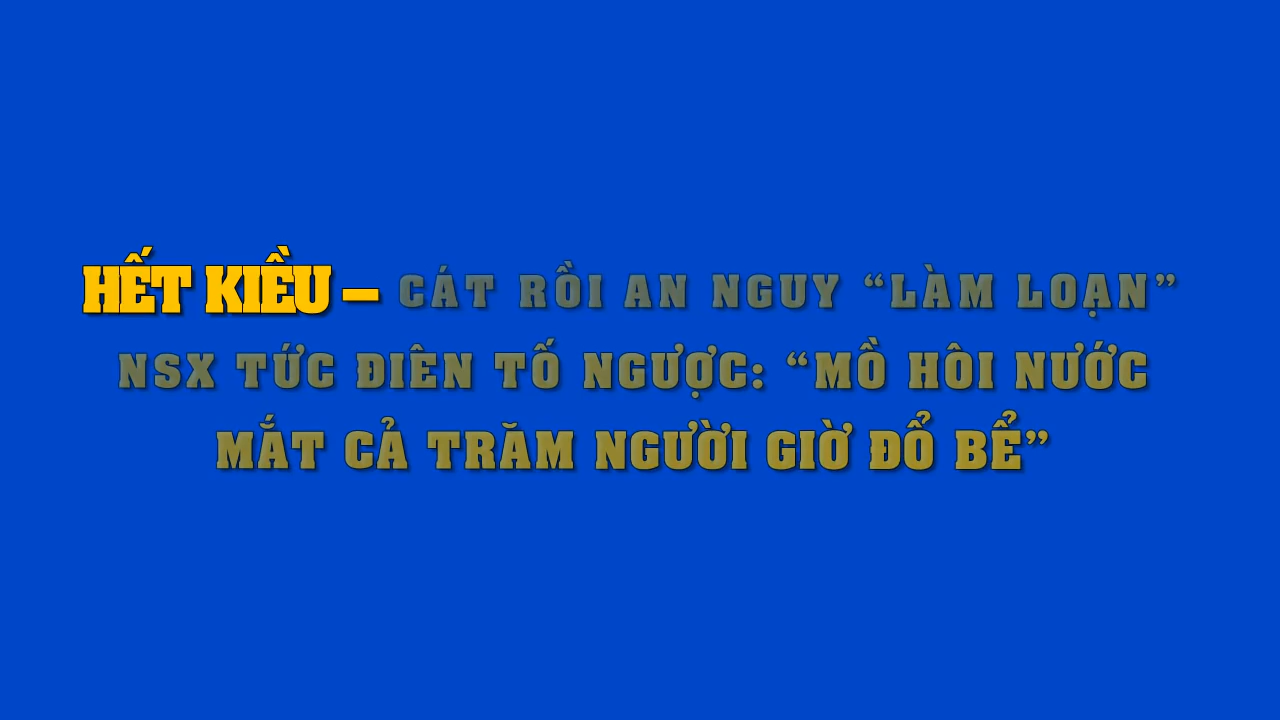 HẾT KIỀU – CÁT RỒI AN NGUY “LÀM LOẠN”
NSX TỨC ĐIÊN TỐ NGƯỢC: “MỒ HÔI NƯỚC
MẮT CẢ TRĂM NGƯỜI GIỜ ĐỔ BỂ”